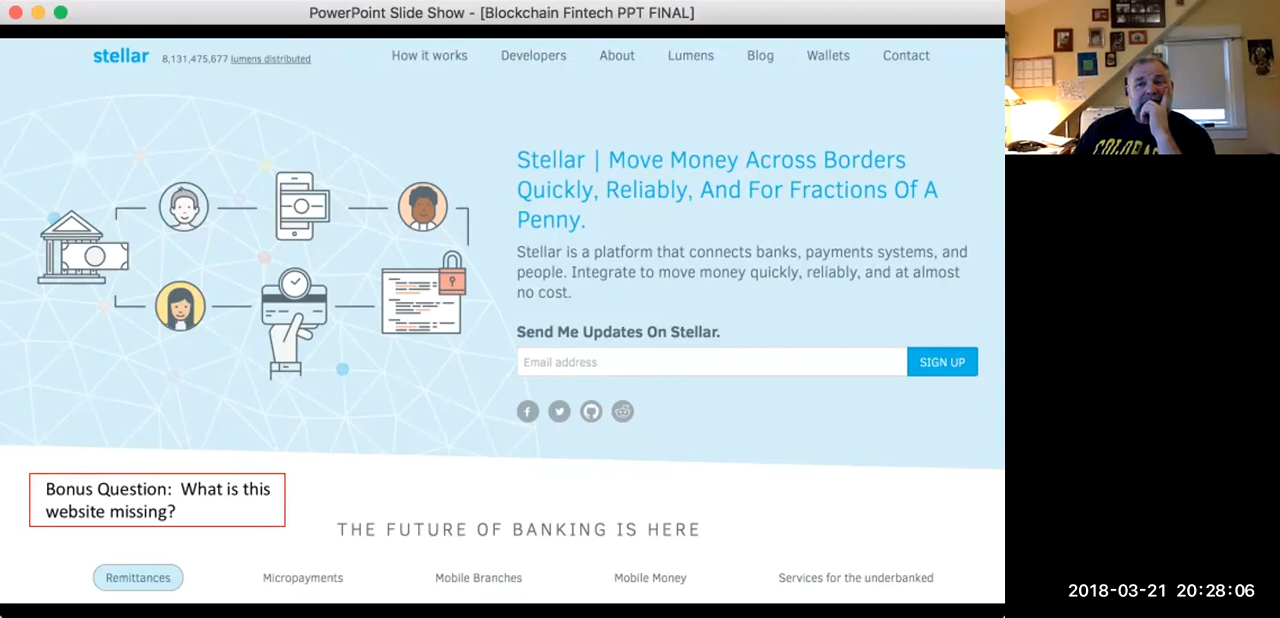 PowerPoint Slide Show - [Blockchain Fintech PPT FINAL]
stellar 8,131,475,677 lumens distributed How it works Developers About Lumens Blog Wallets Contact
Stellar | Move Money Across Borders
Quickly, Reliably, And For Fractions Of A
Penny.
Stellar is a platform that connects banks, payments systems, and
people. Integrate to move money quickly, reliably, and at almost
no cost.
Send Me Updates On Stellar.
Email address SIGN UP
Bonus Question: What is this
website missing?
THE FUTURE OF BANKING IS HERE
Remittances Micropayments Mobile Branches Mobile Money Services for the underbanked
2018-03-21 20:28:06